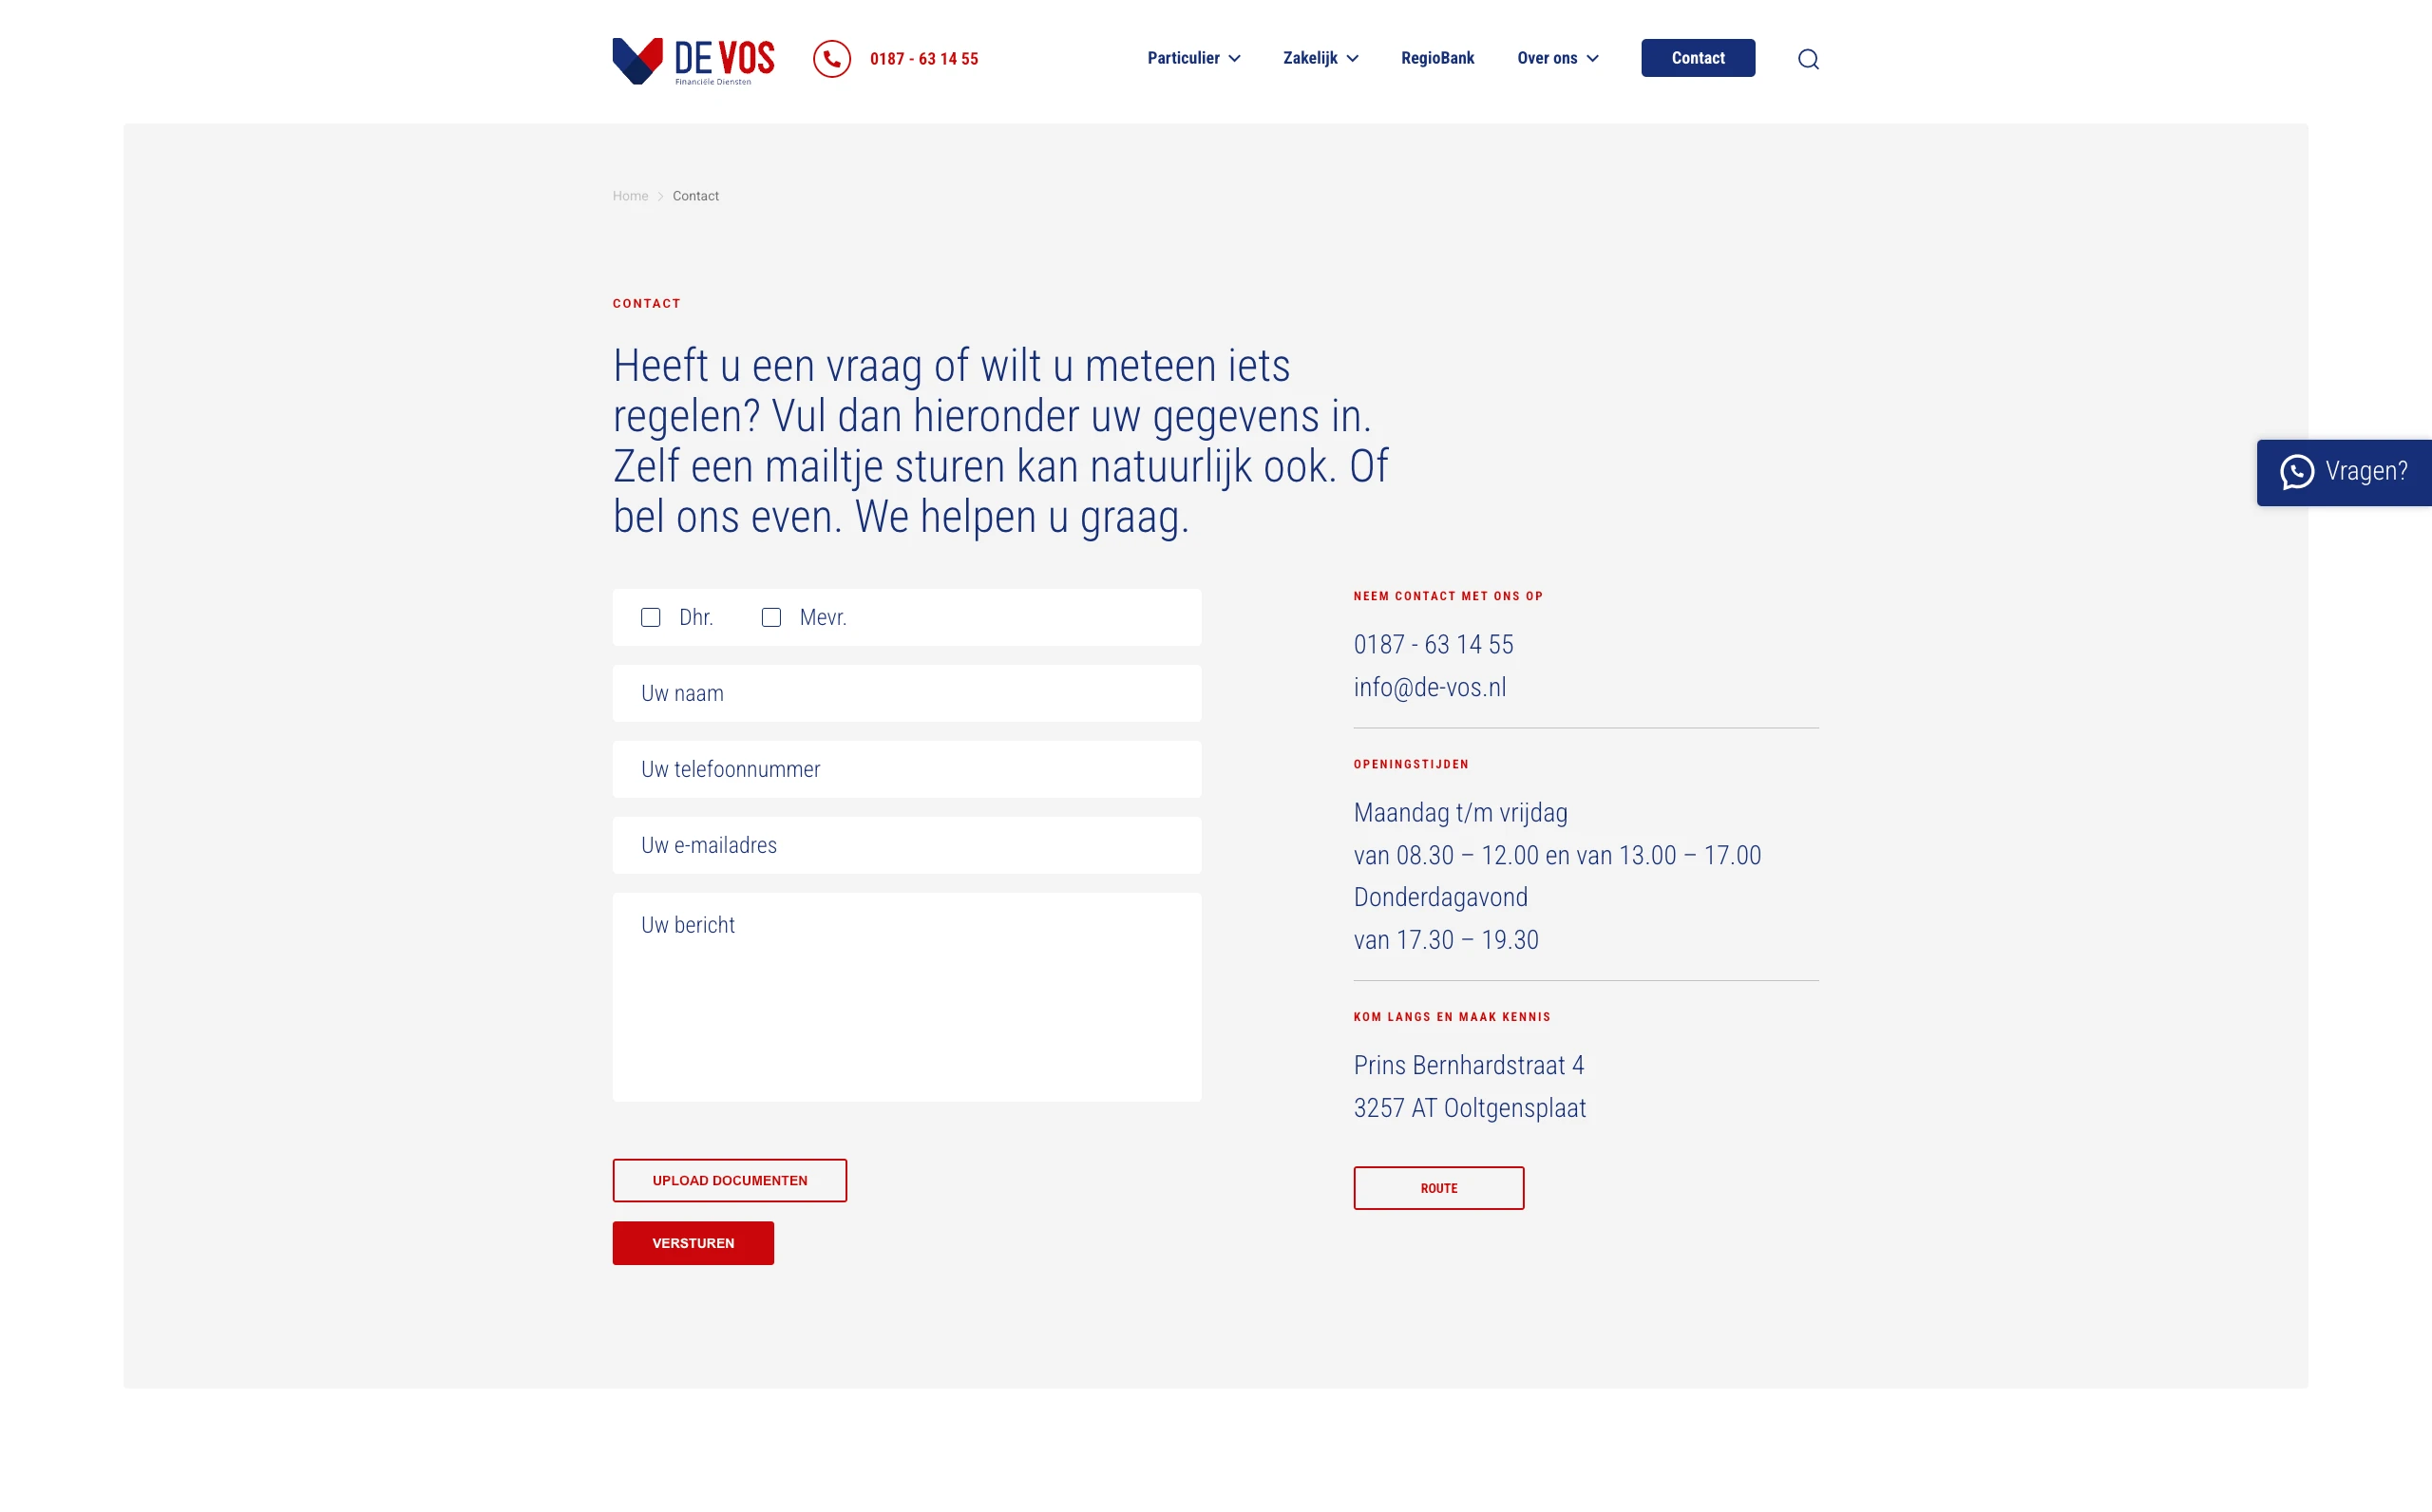 DE VOS
Financiële Diensten
0187 - 63 14 55
Particulier
Zakelijk
RegioBank
Over ons
Contact
Home
Contact
CONTACT
Heeft u een vraag of wilt u meteen iets
regelen? Vul dan hieronder uw gegevens in.
Zelf een mailtje sturen kan natuurlijk ook. Of
bel ons even. We helpen u graag.
Vragen?
Dhr.
Mevr.
Uw naam
Uw telefoonnummer
Uw e-mailadres
Uw bericht
UPLOAD DOCUMENTEN
VERSTUREN
NEEM CONTACT MET ONS OP
0187 - 63 14 55
info@de-vos.nl
OPENINGSTIJDEN
Maandag t/m vrijdag
van 08.30 – 12.00 en van 13.00 – 17.00
Donderdagavond
van 17.30 – 19.30
KOM LANGS EN MAAK KENNIS
Prins Bernhardstraat 4
3257 AT Ooltgensplaat
ROUTE